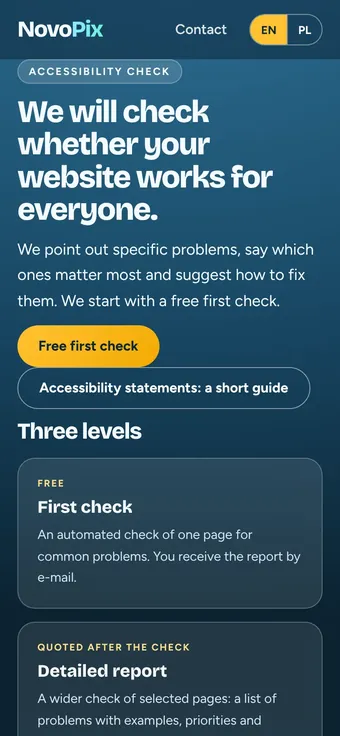 NovoPix
Contact
EN
PL
ACCESSIBILITY CHECK
We will check
whether your
website works for
everyone.
We point out specific problems, say which
ones matter most and suggest how to fix
them. We start with a free first check.
Free first check
Accessibility statements: a short guide
Three levels
FREE
First check
An automated check of one page for
common problems. You receive the report by
e-mail.
QUOTED AFTER THE CHECK
Detailed report
A wider check of selected pages: a list of
problems with examples, priorities and